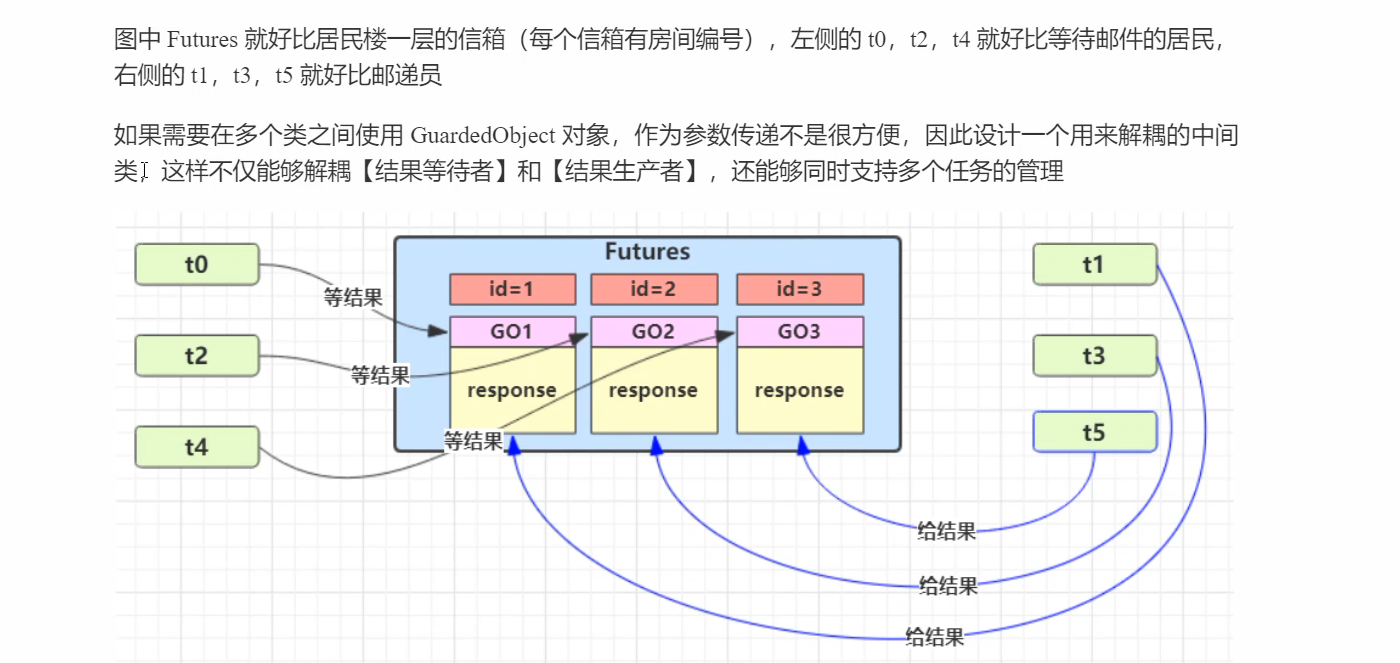 图中 Futures 就好比居民楼一层的信箱（每个信箱有房间编号），左侧的 t0，t2，t4 就好比等待邮件的居民，
右侧的 t1，t3，t5 就好比邮递员
如果需要在多个类之间使用 GuardedObject 对象，作为参数传递不是很方便，因此设计一个用来解耦的中间
类，这样不仅能够解耦【结果等待者】和【结果生产者】，还能够同时支持多个任务的管理
Futures
t0
t1
id=1
id=2
id=3
等结果
GO1
GO2
GO3
t2
t3
等结果
response
response
response
t4
t5
等结果
给结果
给结果
给结果